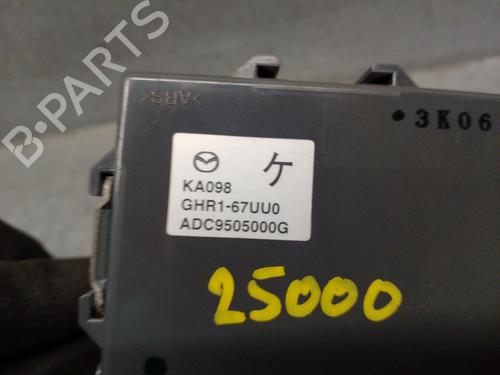 B-PARTS
>ABS<
•3K06
ケ
KA098
GHR1-67UU0
ADC9505000G
25000